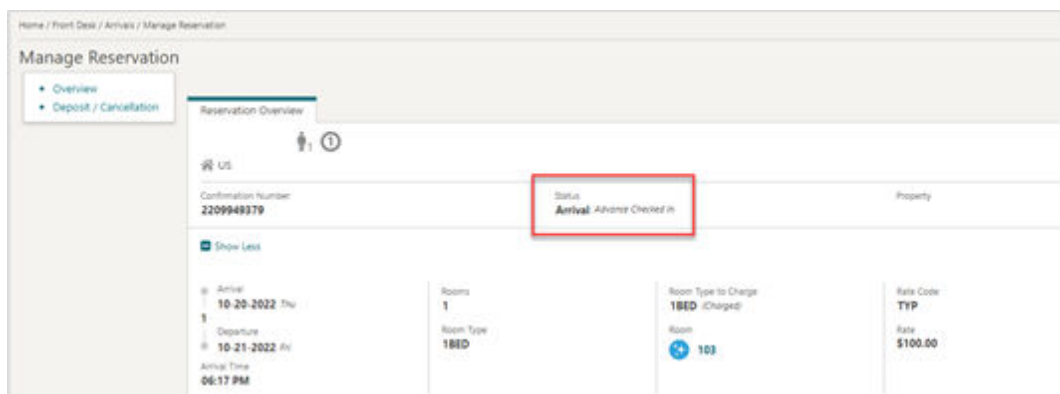 Home / Front Desk / Arrivals / Manage Reservation
Manage Reservation
Overview
Deposit / Cancellation
Reservation Overview
1 1
US
Confirmation Number
2209949379
Status
Arrival Advance Checked In
Property
Show Less
Arrival
10-20-2022 Thu
1
Departure
10-21-2022 Fri
Arrival Time
06:17 PM
Rooms
1
Room Type
1BED
Room Type to Charge
1BED (Charged)
Room
103
Rate Code
TYP
Rate
$100.00